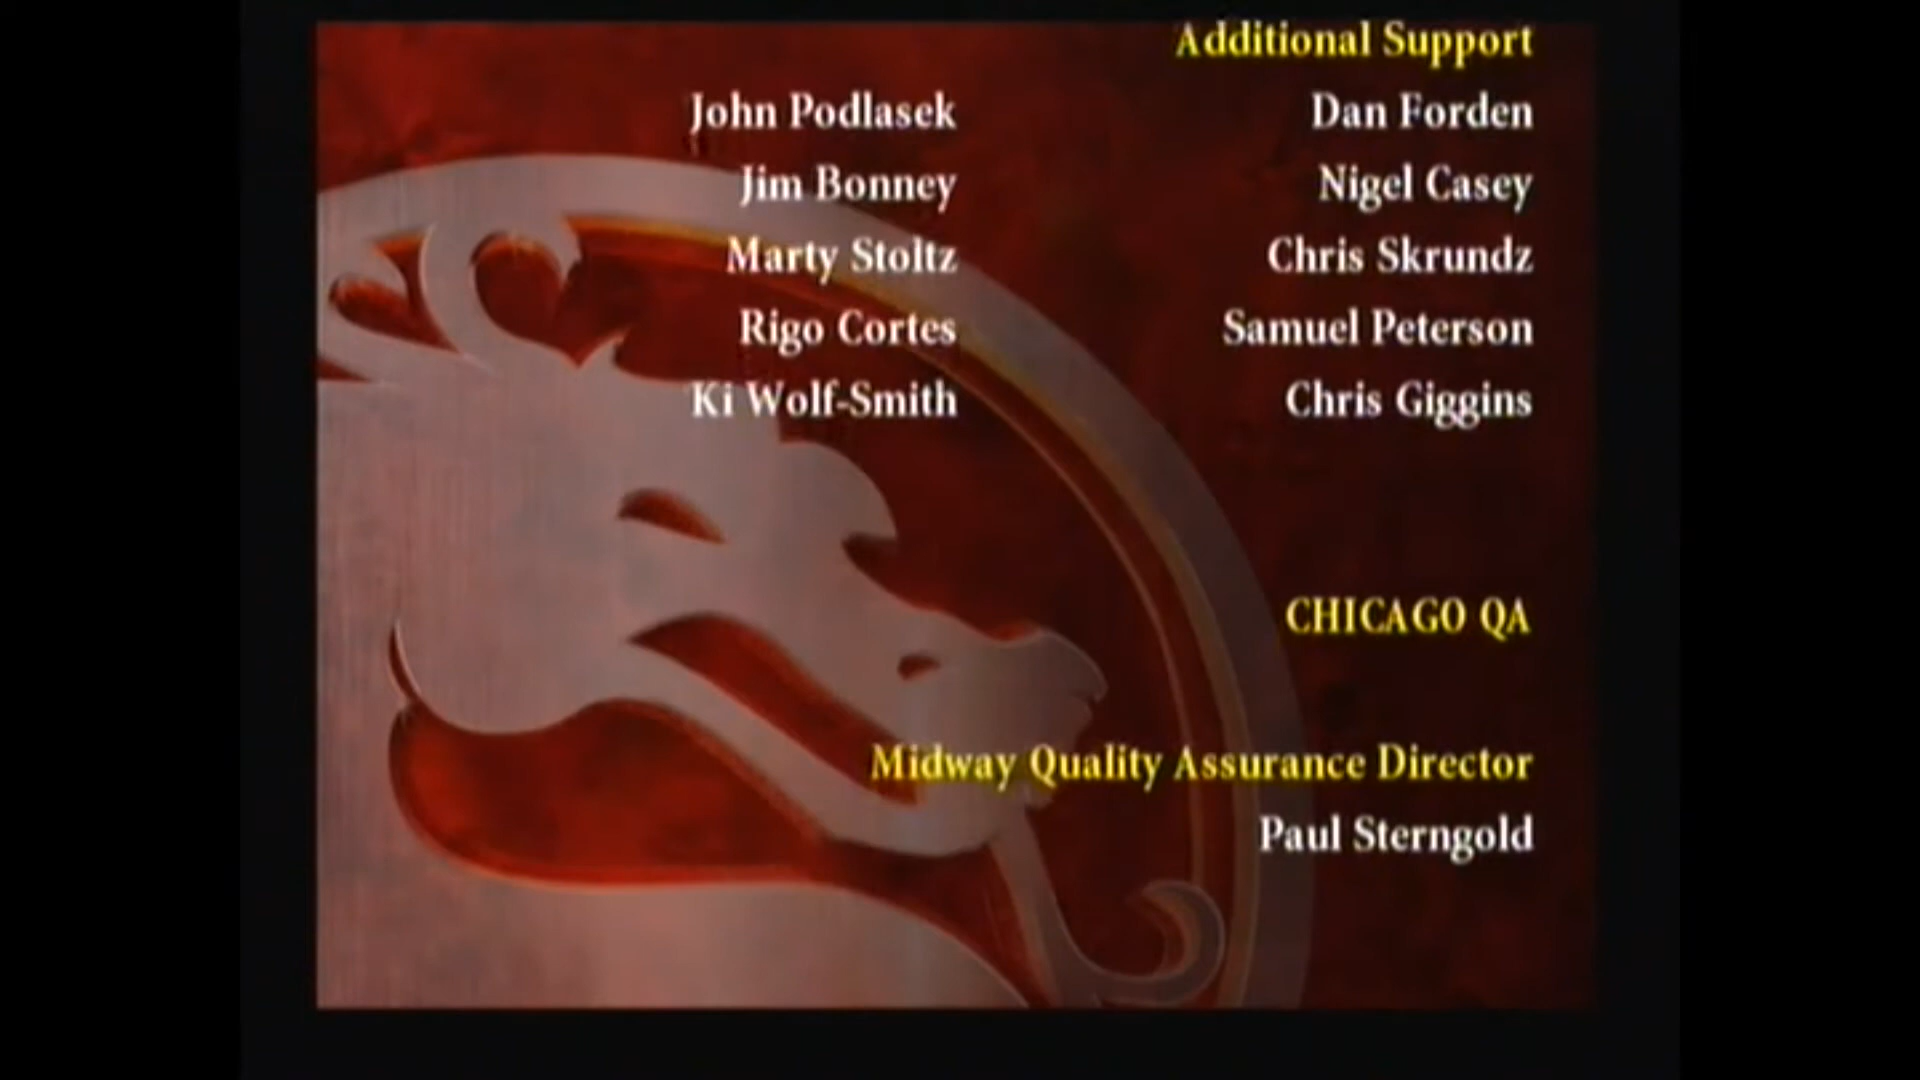 Additional Support
John Podlasek Dan Forden
Jim Bonney Nigel Casey
Marty Stoltz Chris Skrundz
Rigo Cortes Samuel Peterson
Ki Wolf-Smith Chris Giggins
CHICAGO QA
Midway Quality Assurance Director
Paul Sterngold